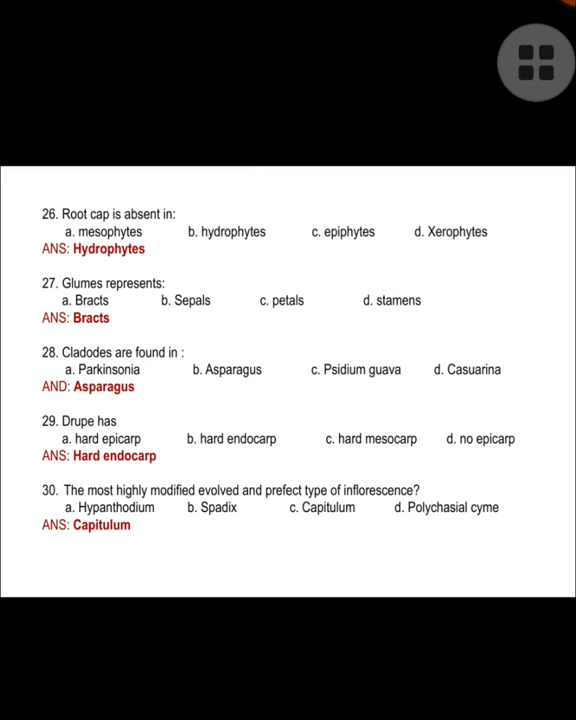 26. Root cap is absent in:
a. mesophytes b. hydrophytes c. epiphytes d. Xerophytes
ANS: Hydrophytes
27. Glumes represents:
a. Bracts b. Sepals c. petals d. stamens
ANS: Bracts
28. Cladodes are found in :
a. Parkinsonia b. Asparagus c. Psidium guava d. Casuarina
AND: Asparagus
29. Drupe has
a. hard epicarp b. hard endocarp c. hard mesocarp d. no epicarp
ANS: Hard endocarp
30. The most highly modified evolved and prefect type of inflorescence?
a. Hypanthodium b. Spadix c. Capitulum d. Polychasial cyme
ANS: Capitulum